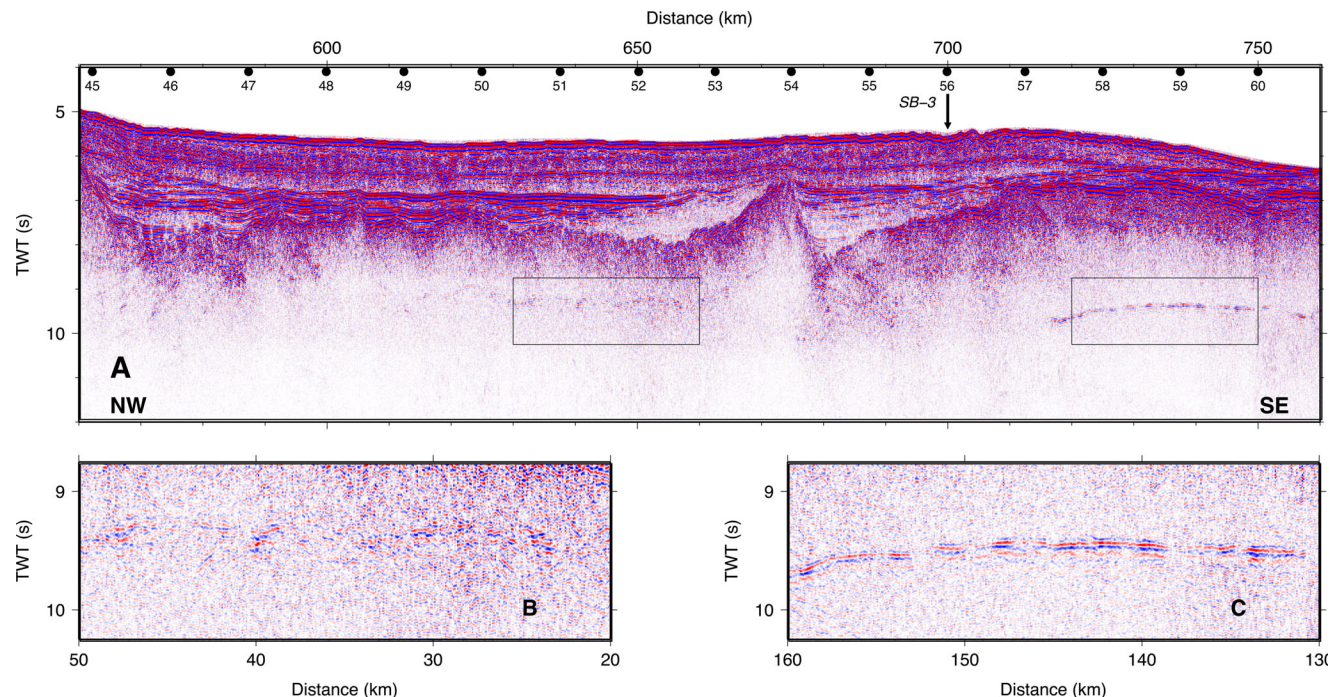 Distance (km)
600 650 700 750
45 46 47 48 49 50 51 52 53 54 55 56 57 58 59 60
SB–3
5
TWT (s)
10
A
NW SE
9 9
TWT (s) TWT (s)
10 B 10 C
50 40 30 20 160 150 140 130
Distance (km) Distance (km)